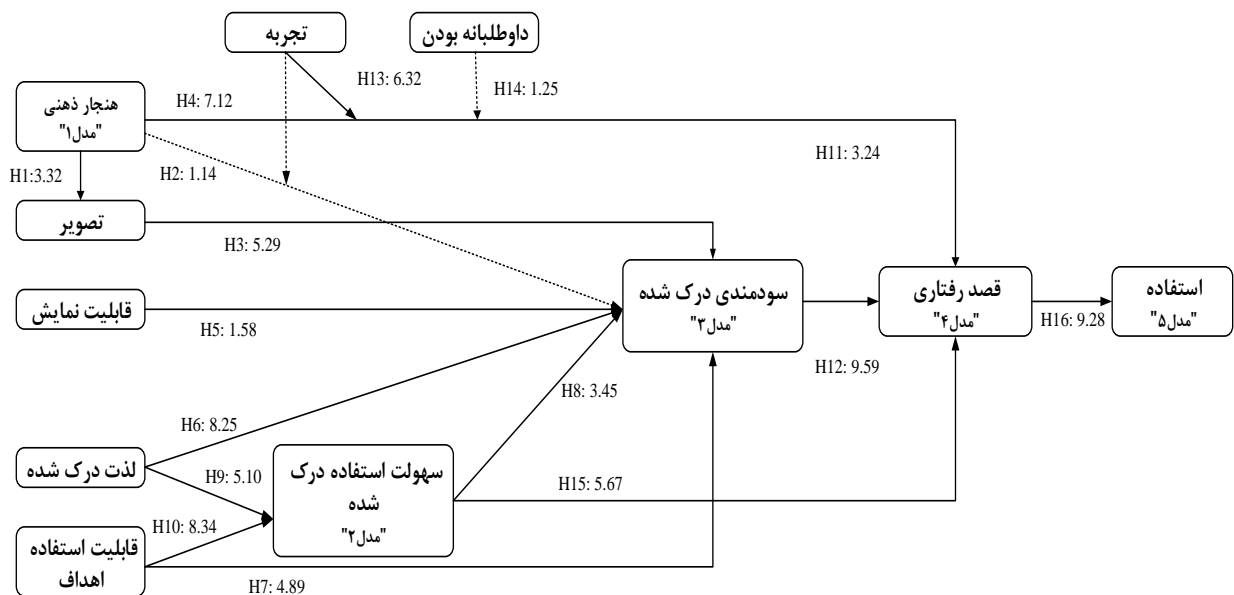 تجربه
داوطلبانه بودن
H13: 6.32
H14: 1.25
هنجار ذهنی
"مدل۱"
H4: 7.12
H11: 3.24
H1:3.32
H2: 1.14
تصویر
H3: 5.29
سودمندی درک شده
"مدل۳"
قصد رفتاری
"مدل۴"
استفاده
"مدل۵"
قابلیت نمایش
H5: 1.58
H16: 9.28
H12: 9.59
H8: 3.45
H6: 8.25
لذت درک شده
سهولت استفاده درک
شده
"مدل۲"
H9: 5.10
H15: 5.67
H10: 8.34
قابلیت استفاده
اهداف
H7: 4.89